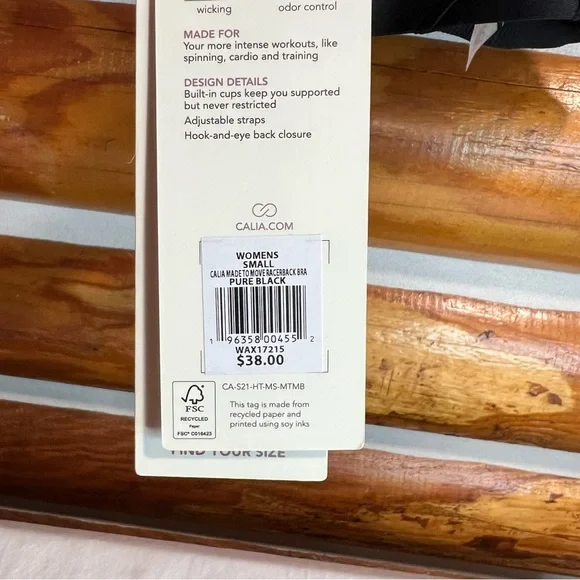 wicking odor control
MADE FOR
Your more intense workouts, like
spinning, cardio and training
DESIGN DETAILS
Built-in cups keep you supported
but never restricted
Adjustable straps
Hook-and-eye back closure
CALIA.COM
WOMENS
SMALL
CALIA MADE TO MOVE RACERBACK BRA
PURE BLACK
1 96358 00455 2
WAX17215
$38.00
CA-S21-HT-MS-MTMB
FSC
RECYCLED
Paper
FSC® C016423
This tag is made from
recycled paper and
printed using soy inks
FIND YOUR SIZE